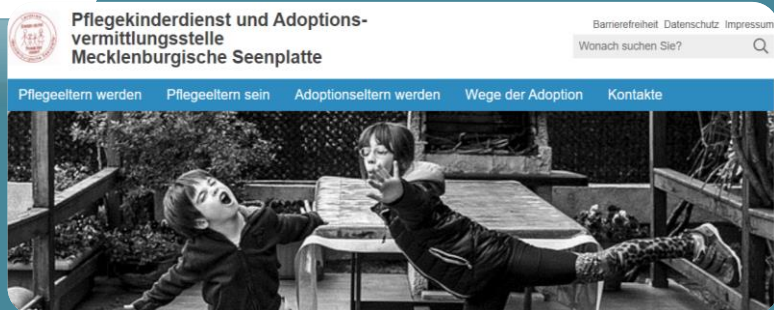 Pflegekinderdienst und Adoptions-
vermittlungsstelle
Mecklenburgische Seenplatte
Barrierefreiheit Datenschutz Impressum
Wonach suchen Sie?
Pflegeeltern werden Pflegeeltern sein Adoptionseltern werden Wege der Adoption Kontakte